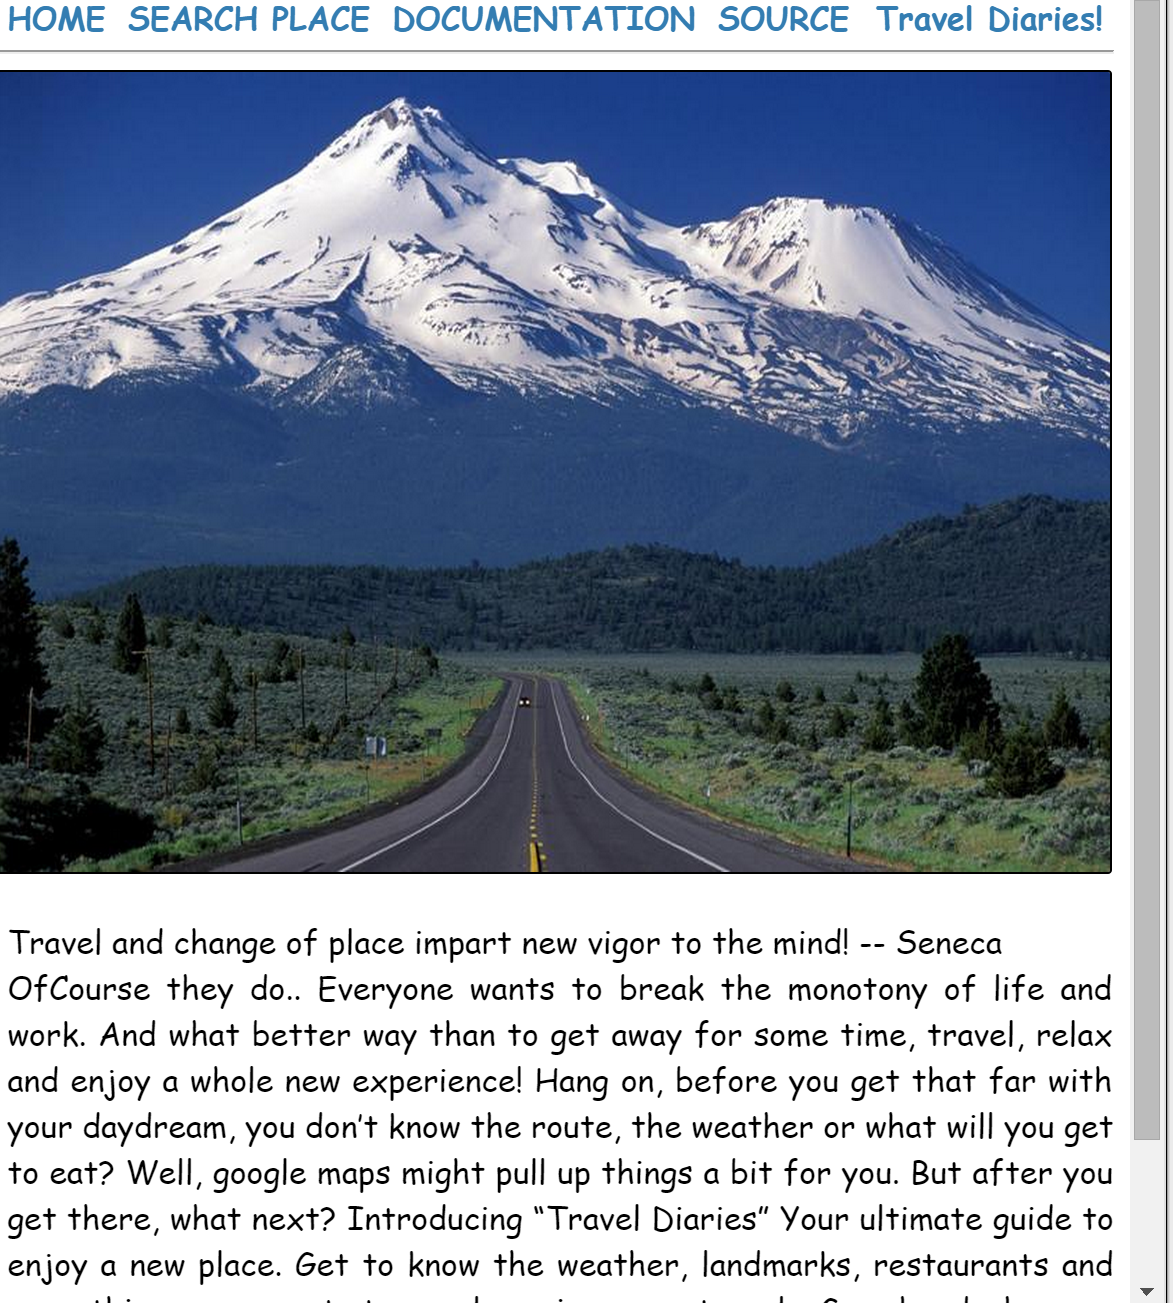 HOME SEARCH PLACE DOCUMENTATION SOURCE Travel Diaries!
Travel and change of place impart new vigor to the mind! -- Seneca
OfCourse they do.. Everyone wants to break the monotony of life and
work. And what better way than to get away for some time, travel, relax
and enjoy a whole new experience! Hang on, before you get that far with
your daydream, you don’t know the route, the weather or what will you get
to eat? Well, google maps might pull up things a bit for you. But after you
get there, what next? Introducing “Travel Diaries” Your ultimate guide to
enjoy a new place. Get to know the weather, landmarks, restaurants and